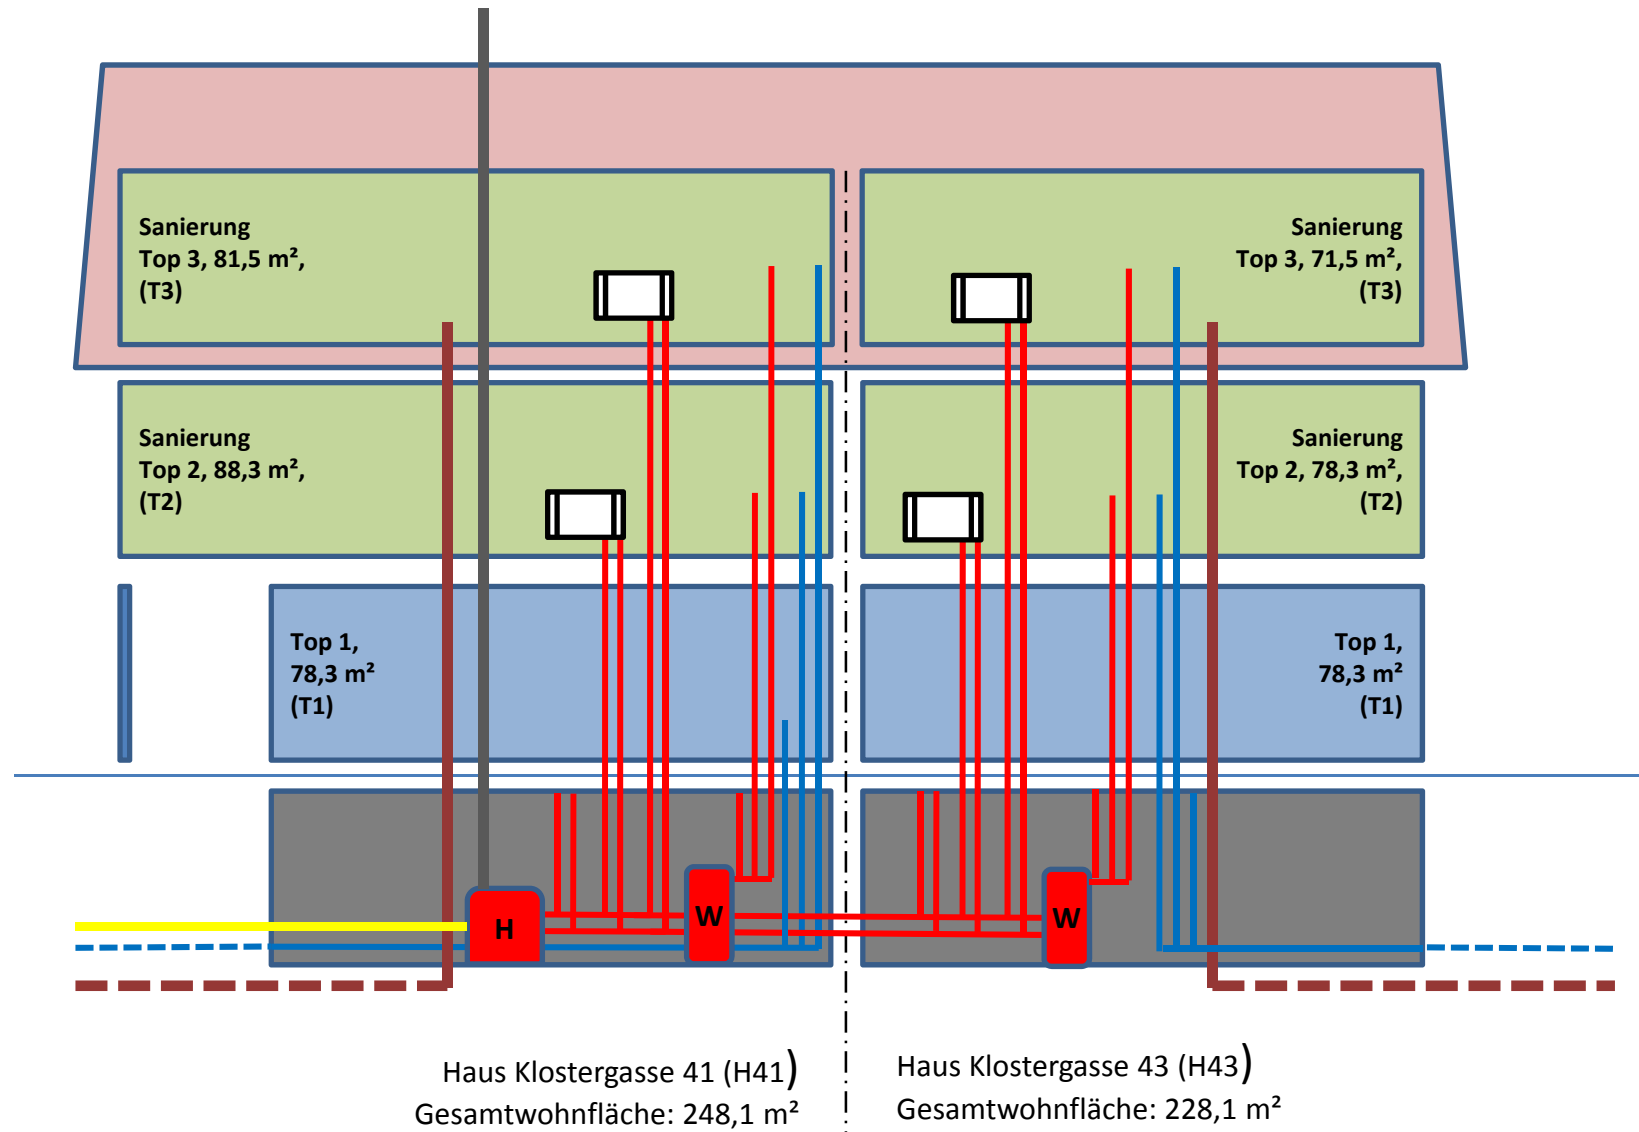 Sanierung
Top 3, 81,5 m²,
(T3)
Sanierung
Top 3, 71,5 m²,
(T3)
Sanierung
Top 2, 88,3 m²,
(T2)
Sanierung
Top 2, 78,3 m²,
(T2)
Top 1,
78,3 m²
(T1)
Top 1,
78,3 m²
(T1)
H
W
W
Haus Klostergasse 41 (H41)
Gesamtwohnfläche: 248,1 m²
Haus Klostergasse 43 (H43)
Gesamtwohnfläche: 228,1 m²